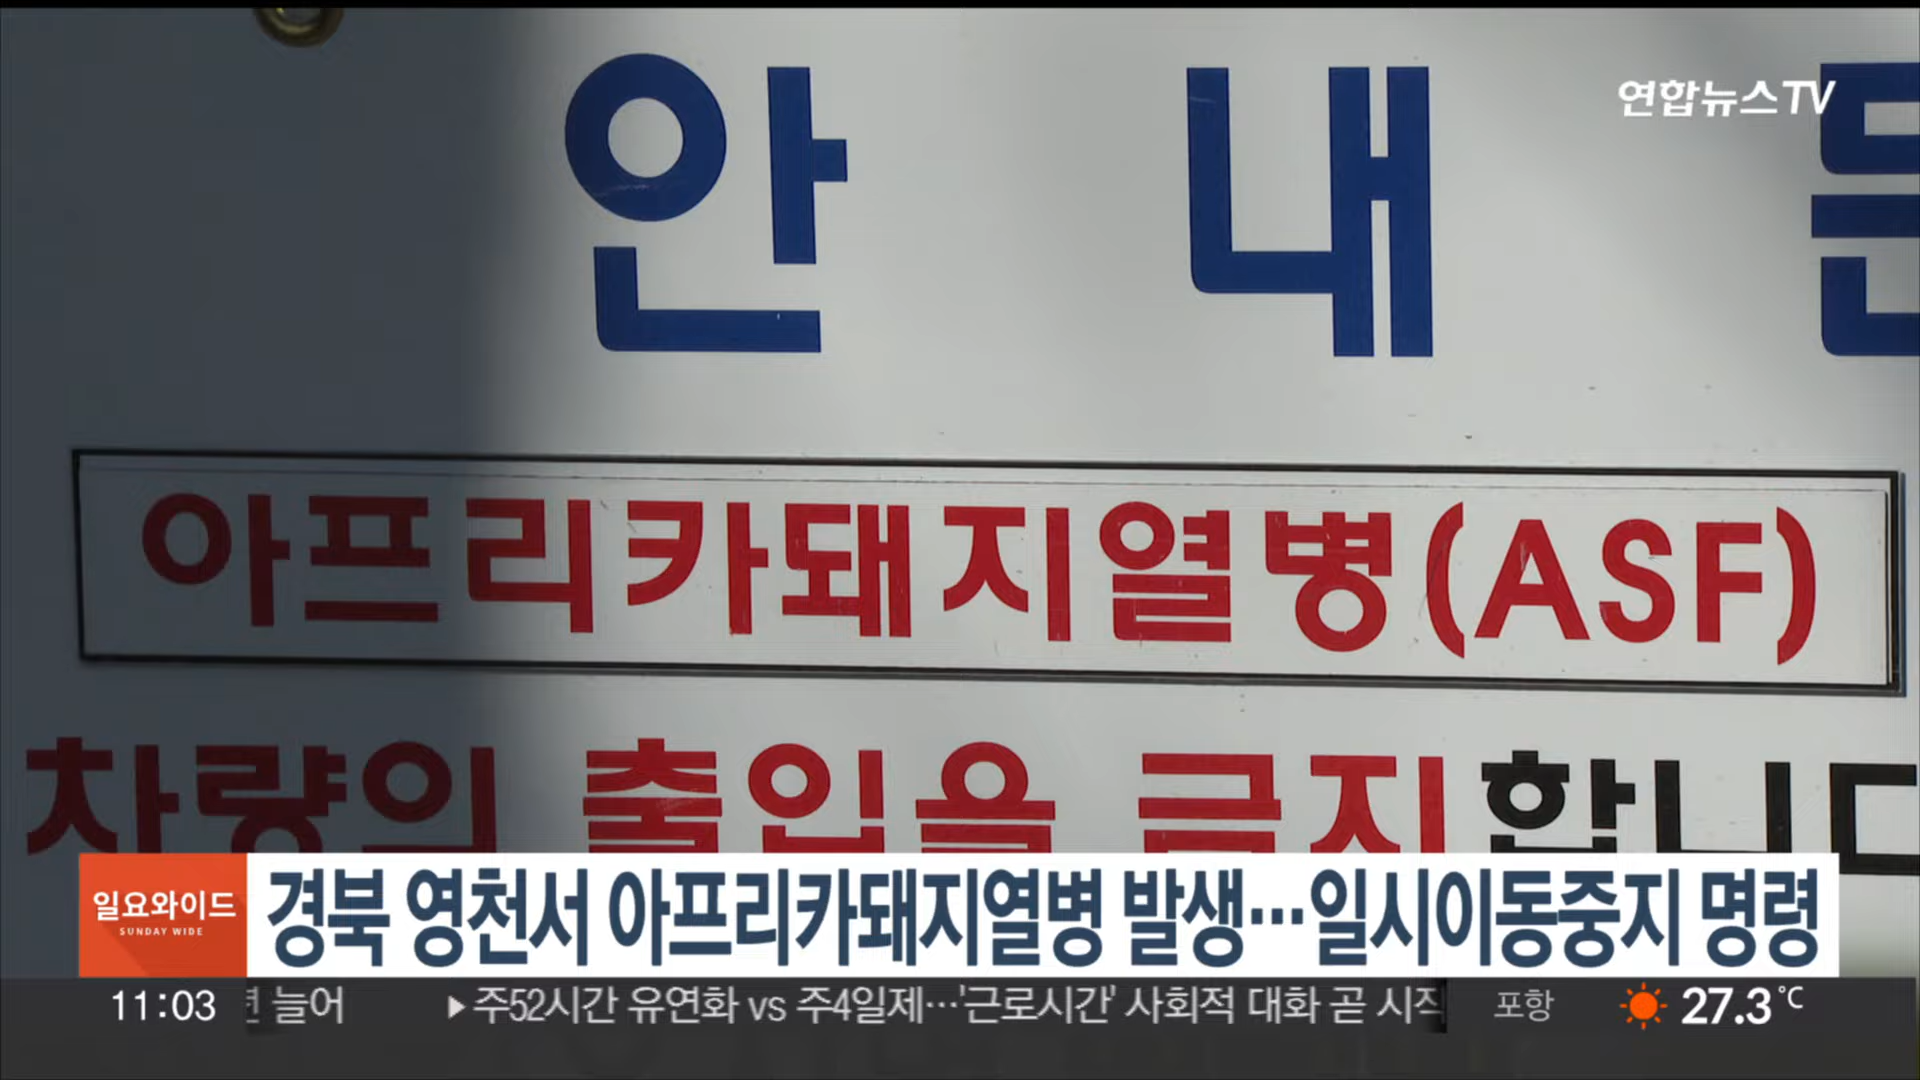 안내문
연합뉴스TV
아프리카돼지열병(ASF)
차량의 출입을 금지합니다
일요와이드
SUNDAY WIDE
경북 영천서 아프리카돼지열병 발생…일시이동중지 명령
11:03
늘어 ▶주52시간 유연화 vs 주4일제…'근로시간' 사회적 대화 곧 시작
포항 27.3℃